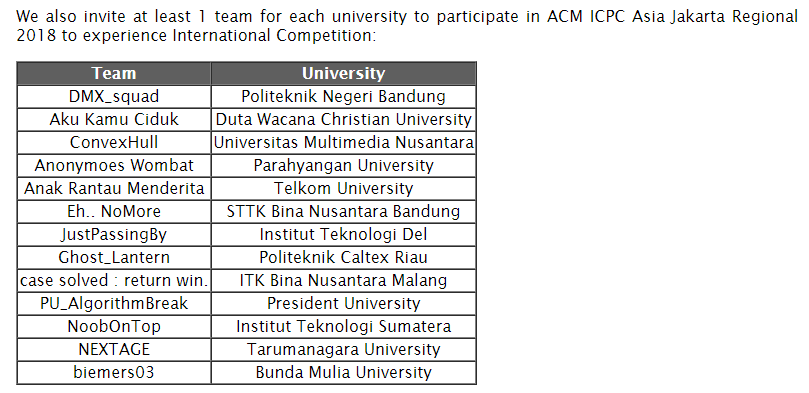 We also invite at least 1 team for each university to participate in ACM ICPC Asia Jakarta Regional
2018 to experience International Competition:
Team University
DMX_squad Politeknik Negeri Bandung
Aku Kamu Ciduk Duta Wacana Christian University
ConvexHull Universitas Multimedia Nusantara
Anonymoes Wombat Parahyangan University
Anak Rantau Menderita Telkom University
Eh.. NoMore STTK Bina Nusantara Bandung
JustPassingBy Institut Teknologi Del
Ghost_Lantern Politeknik Caltex Riau
case solved : return win. ITK Bina Nusantara Malang
PU_AlgorithmBreak President University
NoobOnTop Institut Teknologi Sumatera
NEXTAGE Tarumanagara University
biemers03 Bunda Mulia University